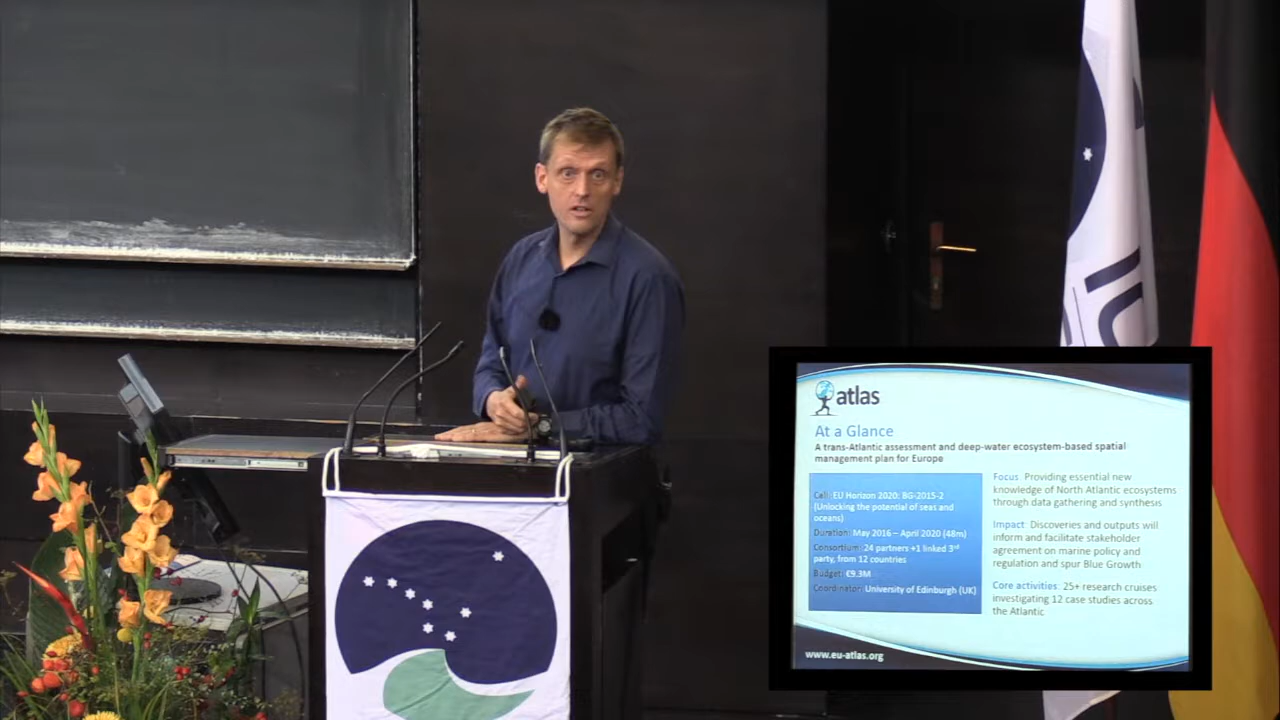 atlas
At a Glance
A trans-Atlantic assessment and deep-water ecosystem-based spatial
management plan for Europe
Call: EU Horizon 2020: BG-2015-2
(Unlocking the potential of seas and
oceans)
Duration: May 2016 – April 2020 (48m)
Consortium: 24 partners +1 linked 3rd
party, from 12 countries
Budget: €9.3M
Coordinator: University of Edinburgh (UK)
Focus Providing essential new
knowledge of North Atlantic ecosystems
through data gathering and synthesis
Impact Discoveries and outputs will
inform and facilitate stakeholder
agreement on marine policy and
regulation and spur Blue Growth
Core activities: 25+ research cruises
investigating 12 case studies across
the Atlantic
www.eu-atlas.org